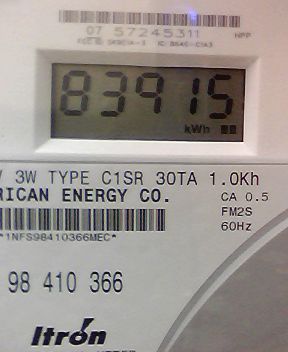 07 57245311
83915
kWh
3W TYPE C1SR 30TA 1.0Kh
RICAN ENERGY CO.
CA 0.5
FM2S
60Hz
*1NFS98410366MEC*
98 410 366
Itrón